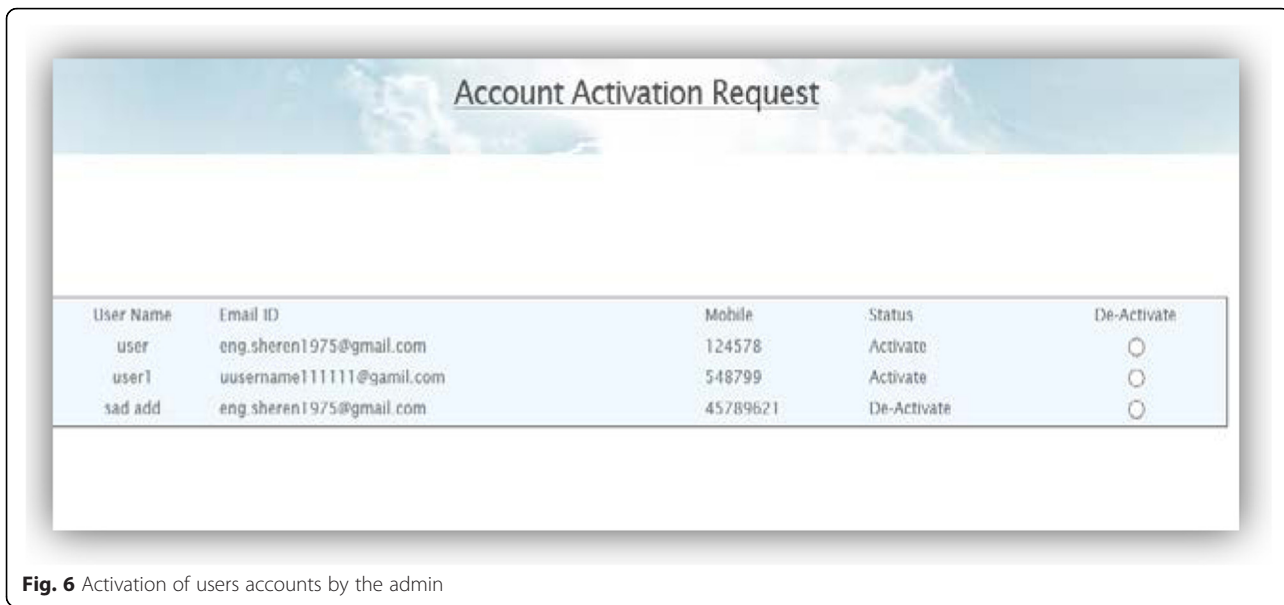 Account Activation Request
User Name Email ID Mobile Status De-Activate
user eng.sheren1975@gmail.com 124578 Activate
user1 uusername111111@gamil.com 548799 Activate
sad add eng.sheren1975@gmail.com 45789621 De-Activate
Fig. 6 Activation of users accounts by the admin